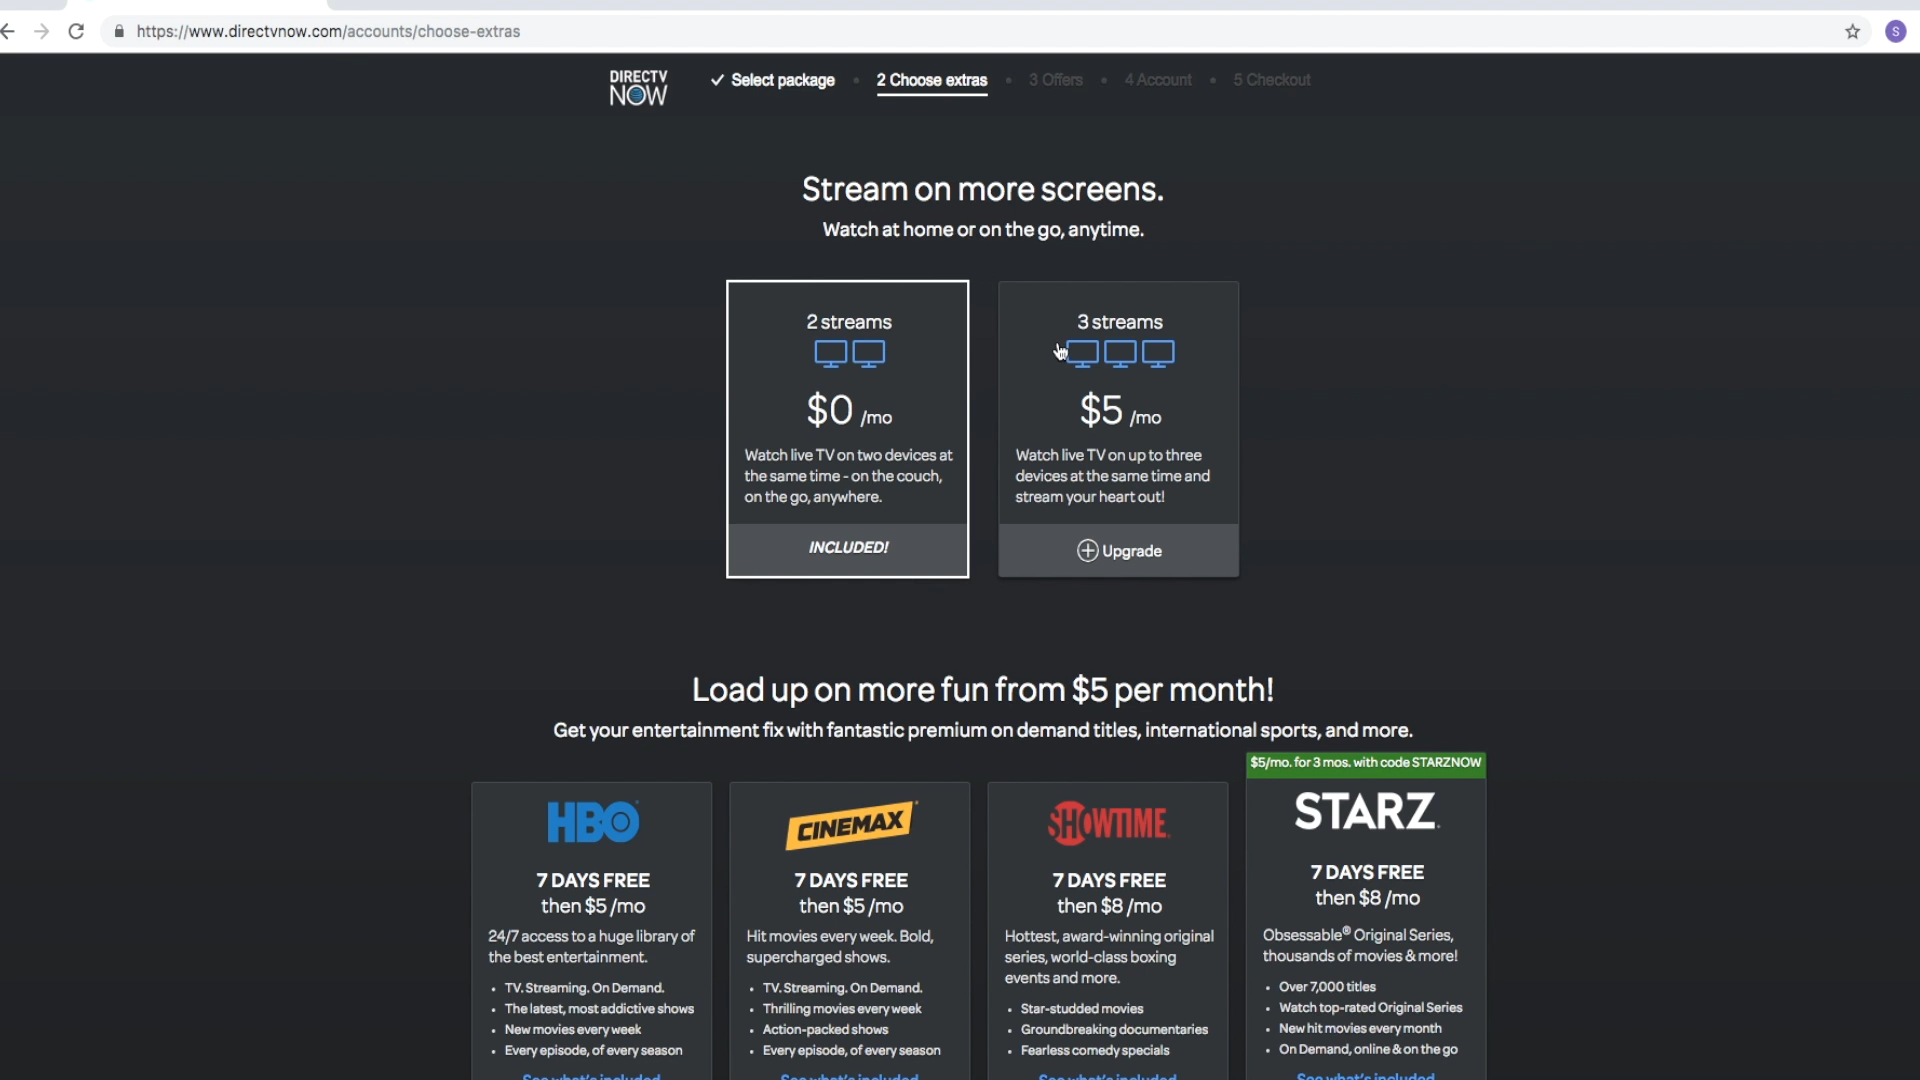 https://www.directvnow.com/accounts/choose-extras
S
DIRECTV
NOW
Select package
2 Choose extras
3 Offers
4 Account
5 Checkout
Stream on more screens.
Watch at home or on the go, anytime.
2 streams
$0 /mo
Watch live TV on two devices at
the same time - on the couch,
on the go, anywhere.
INCLUDED!
3 streams
$5 /mo
Watch live TV on up to three
devices at the same time and
stream your heart out!
Upgrade
Load up on more fun from $5 per month!
Get your entertainment fix with fantastic premium on demand titles, international sports, and more.
HBO
7 DAYS FREE
then $5 /mo
24/7 access to a huge library of
the best entertainment.
• TV. Streaming. On Demand.
• The latest, most addictive shows
• New movies every week
• Every episode, of every season
See what's included
CINEMAX
7 DAYS FREE
then $5 /mo
Hit movies every week. Bold,
supercharged shows.
• TV. Streaming. On Demand.
• Thrilling movies every week
• Action-packed shows
• Every episode, of every season
See what's included
SHOWTIME
7 DAYS FREE
then $8 /mo
Hottest, award-winning original
series, world-class boxing
events and more.
• Star-studded movies
• Groundbreaking documentaries
• Fearless comedy specials
See what's included
$5/mo. for 3 mos. with code STARZNOW
STARZ
7 DAYS FREE
then $8 /mo
Obsessable® Original Series,
thousands of movies & more!
• Over 7,000 titles
• Watch top-rated Original Series
• New hit movies every month
• On Demand, online & on the go
See what's included